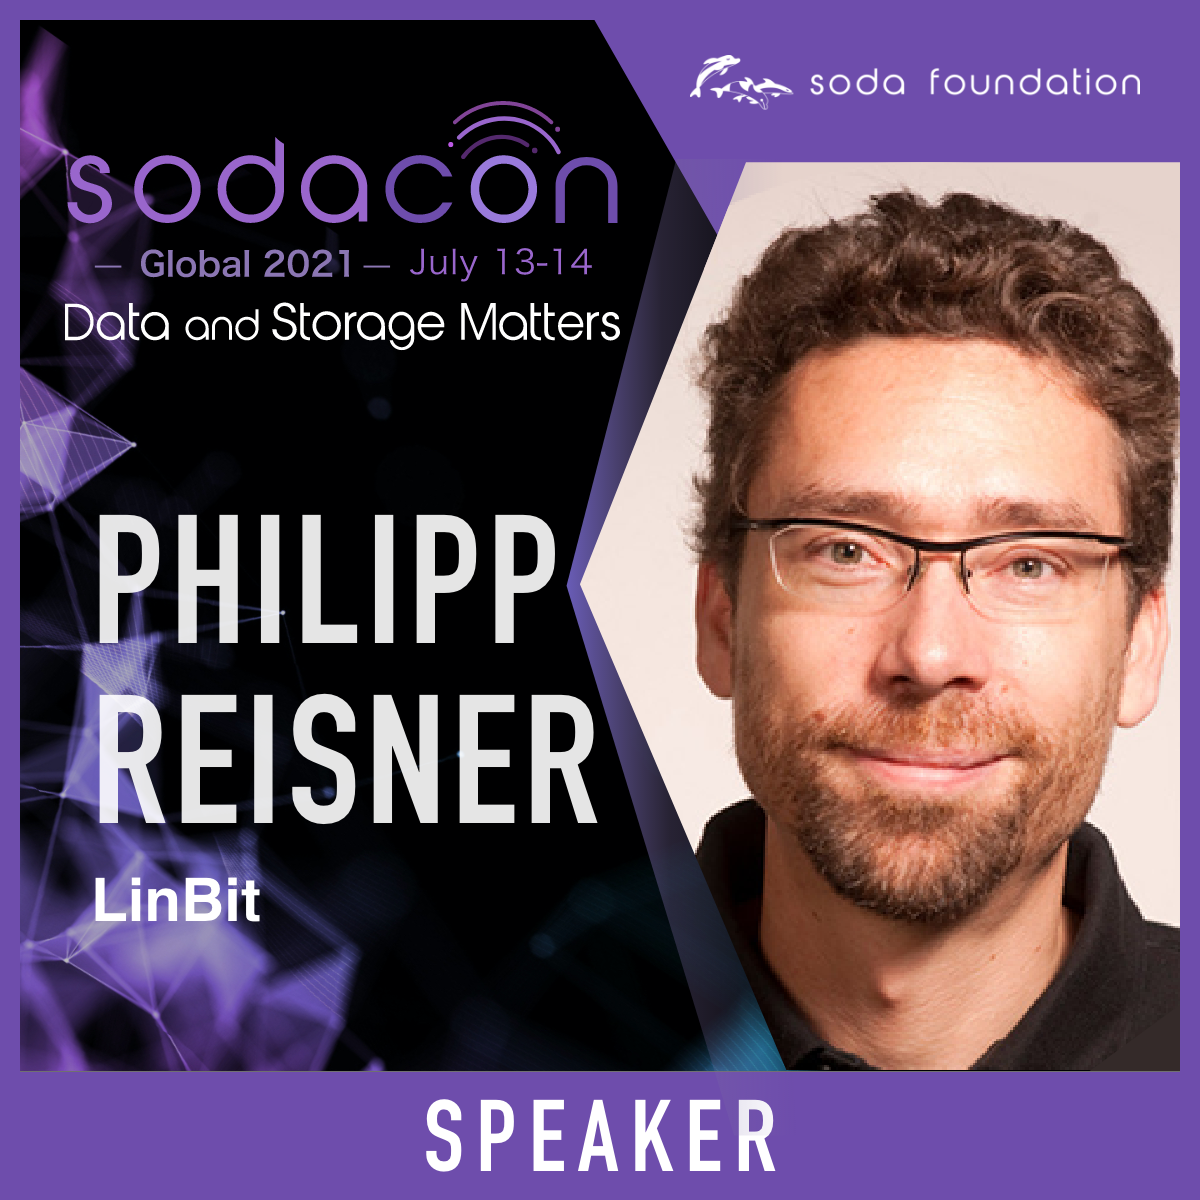 soda foundation
sodacon
— Global 2021 — July 13-14
Data and Storage Matters
PHILIPP
REISNER
LinBit
SPEAKER